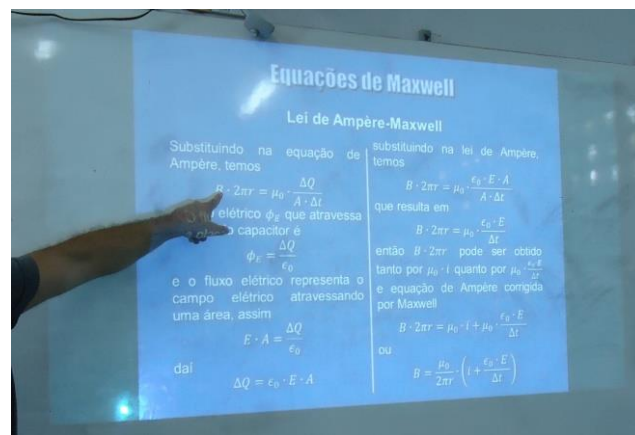 Equações de Maxwell
Lei de Ampère-Maxwell
Substituindo na equação de
Ampère, temos
B · 2πr = μ₀ · ΔQ / (A · Δt)
elétrico ϕ_E que atravessa
capacitor é
ϕ_E = ΔQ / ϵ₀
e o fluxo elétrico representa o
campo elétrico atravessando
uma área, assim
E · A = ΔQ / ϵ₀
daí
ΔQ = ϵ₀ · E · A
substituindo na lei de Ampère,
temos
B · 2πr = μ₀ · (ϵ₀ · E · A) / (A · Δt)
que resulta em
B · 2πr = μ₀ · (ϵ₀ · E) / Δt
então B · 2πr pode ser obtido
tanto por μ₀ · i quanto por μ₀ · (ϵ₀ · E) / Δt
e equação de Ampère corrigida
por Maxwell
B · 2πr = μ₀ · i + μ₀ · (ϵ₀ · E) / Δt
ou
B = μ₀ / 2πr · (i + (ϵ₀ · E) / Δt)